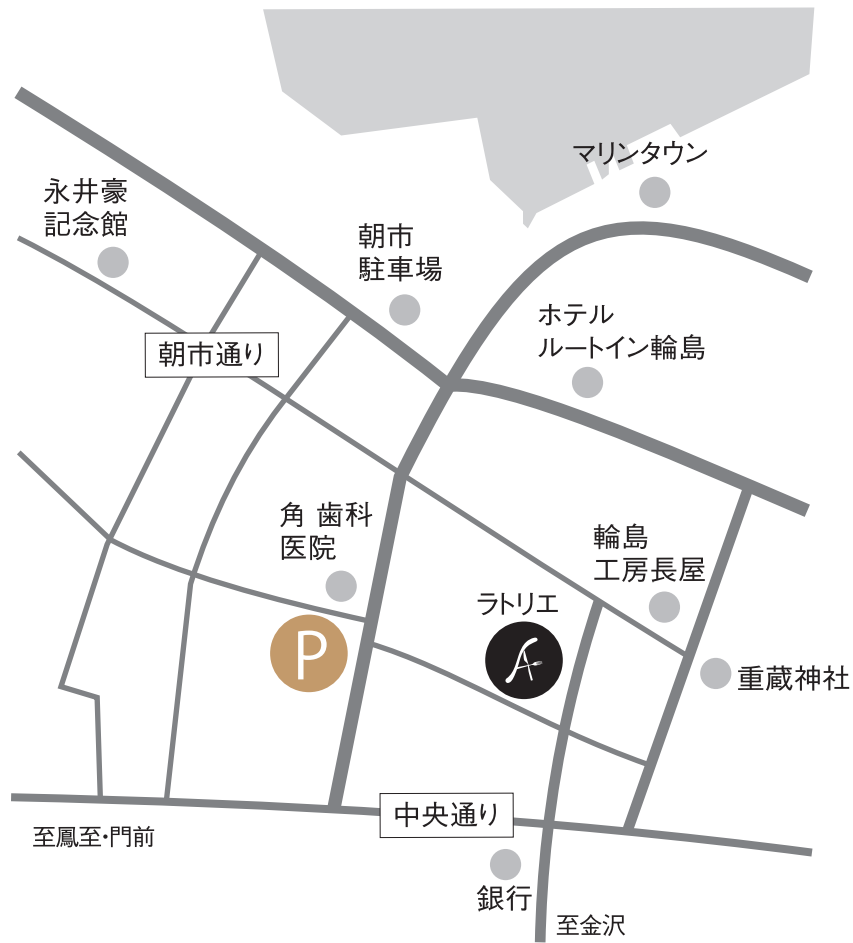 マリンタウン
永井豪
記念館
朝市
駐車場
ホテル
ルートイン輪島
朝市通り
角 歯科
医院
輪島
工房長屋
ラトリエ
P
重蔵神社
中央通り
至鳳至・門前
銀行
至金沢